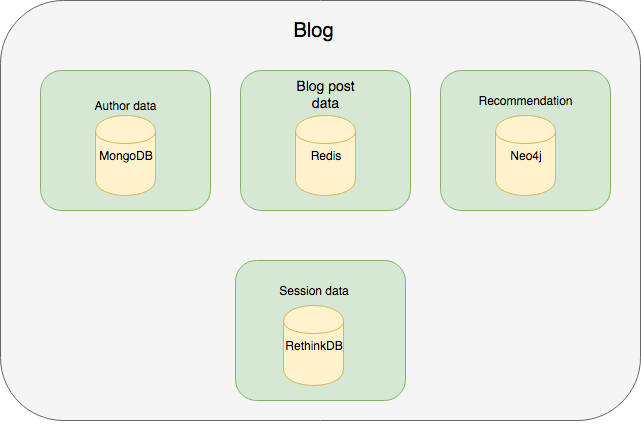 Blog
Author data
MongoDB
Blog post
data
Redis
Recommendation
Neo4j
Session data
RethinkDB